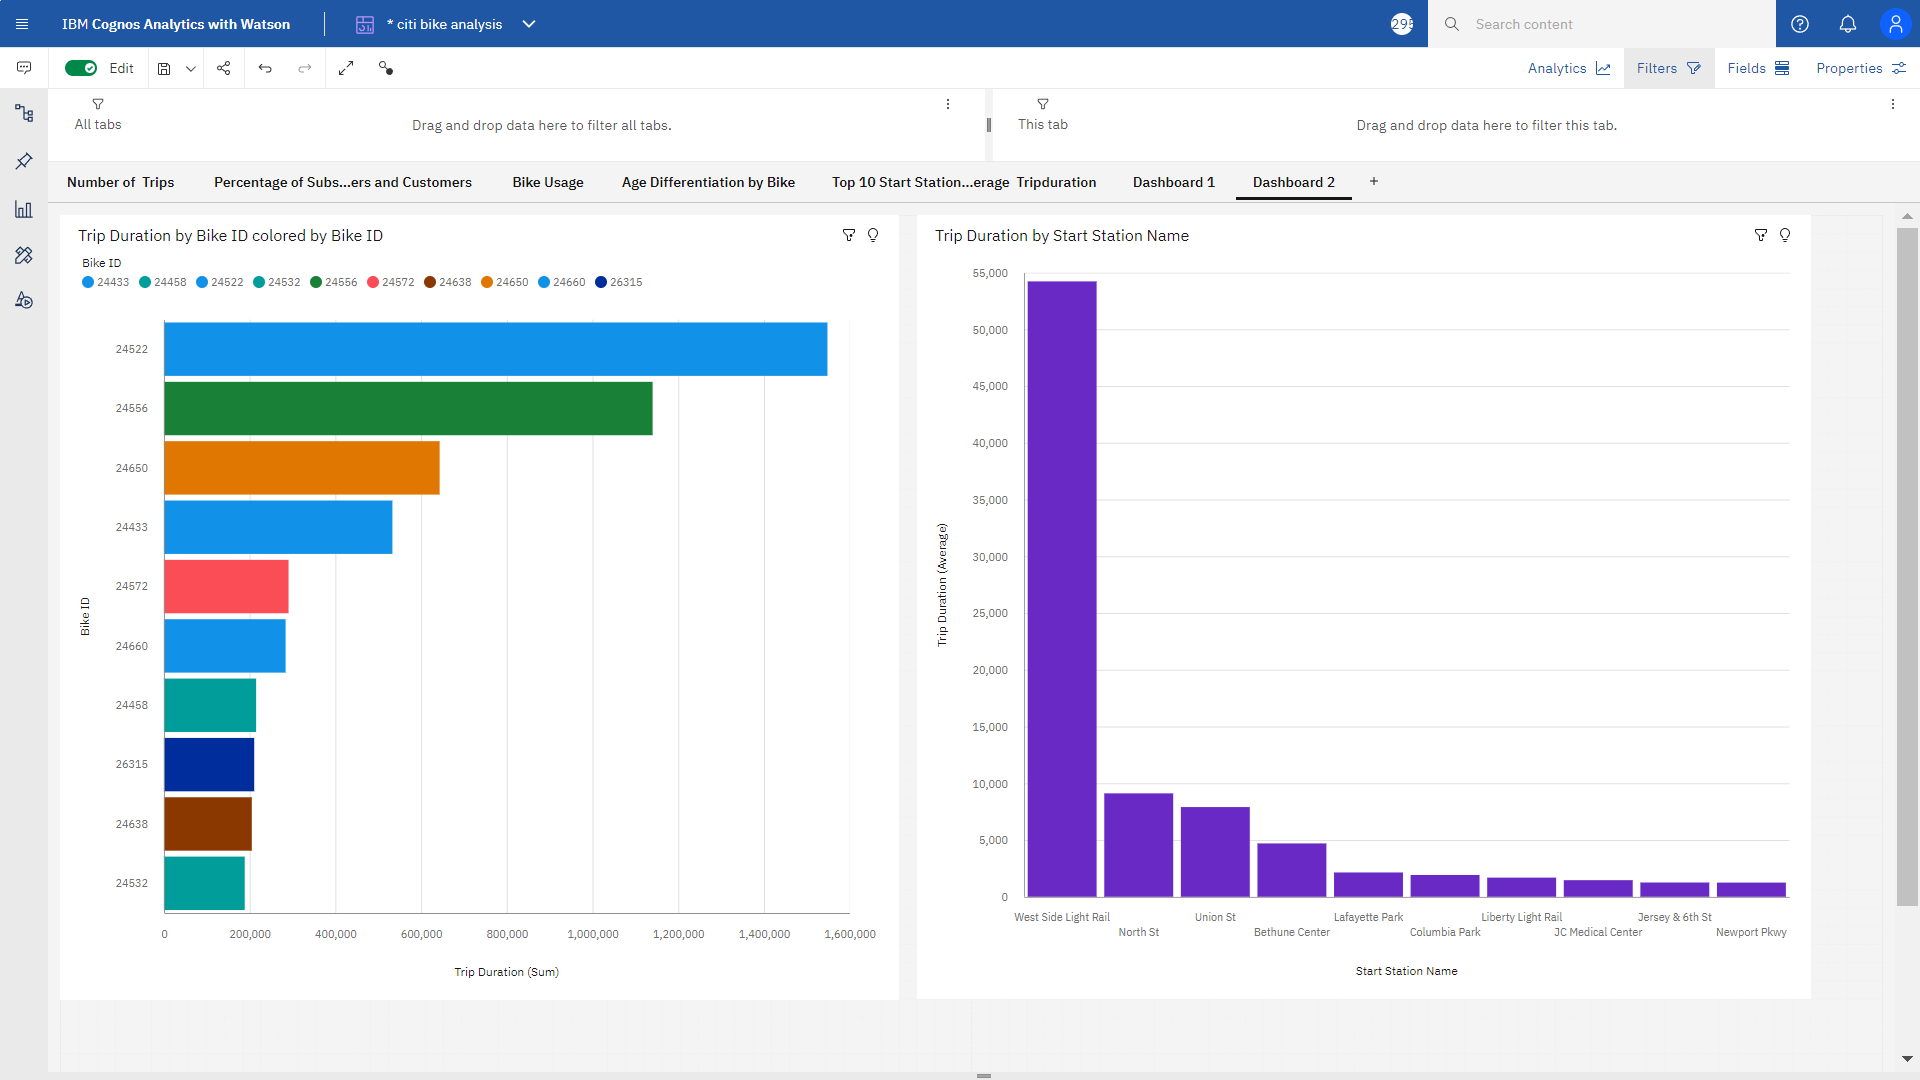 IBM Cognos Analytics with Watson
* citi bike analysis
295
Search content
Edit
Analytics
Filters
Fields
Properties
All tabs
Drag and drop data here to filter all tabs.
This tab
Drag and drop data here to filter this tab.
Number of Trips
Percentage of Subs...ers and Customers
Bike Usage
Age Differentiation by Bike
Top 10 Start Station...erage Tripduration
Dashboard 1
Dashboard 2
+
Trip Duration by Bike ID colored by Bike ID
Bike ID
24433 24458 24522 24532 24556 24572 24638 24650 24660 26315
24522
24556
24650
24433
24572
24660
24458
26315
24638
24532
Bike ID
0 200,000 400,000 600,000 800,000 1,000,000 1,200,000 1,400,000 1,600,000
Trip Duration (Sum)
Trip Duration by Start Station Name
55,000
50,000
45,000
40,000
35,000
30,000
25,000
20,000
15,000
10,000
5,000
0
Trip Duration (Average)
West Side Light Rail
North St
Union St
Bethune Center
Lafayette Park
Columbia Park
Liberty Light Rail
JC Medical Center
Jersey & 6th St
Newport Pkwy
Start Station Name